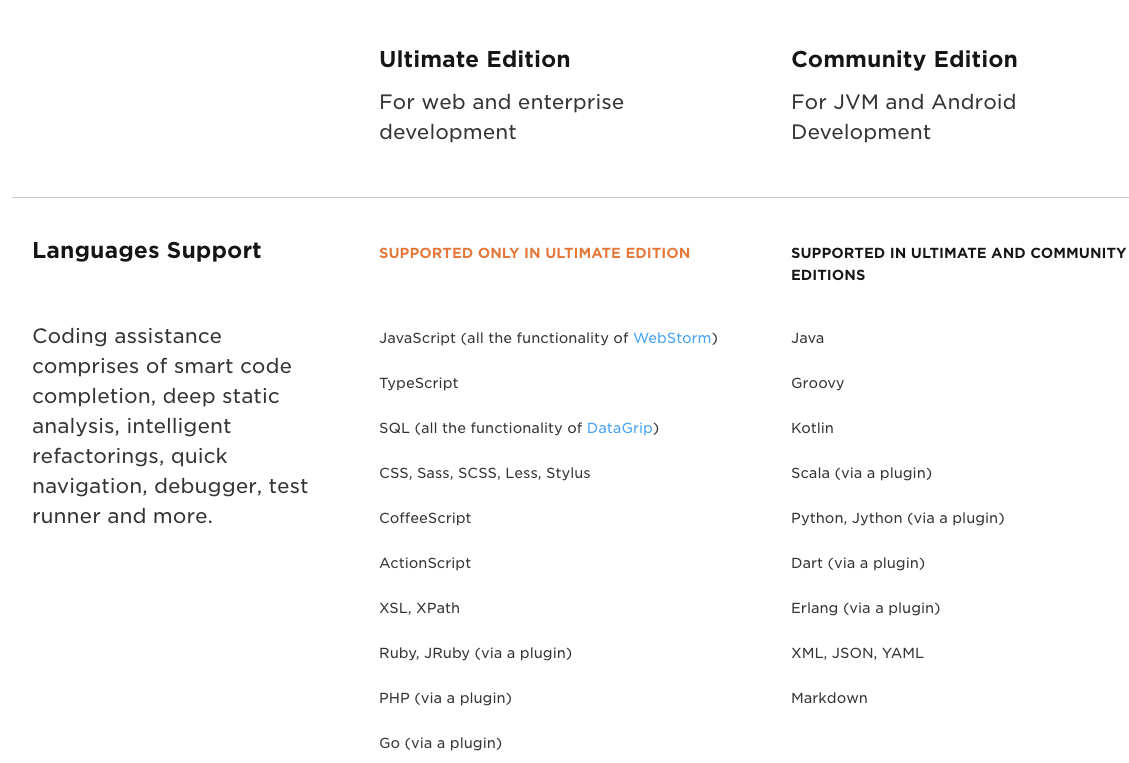 Ultimate Edition
For web and enterprise
development
Community Edition
For JVM and Android
Development
Languages Support
Coding assistance
comprises of smart code
completion, deep static
analysis, intelligent
refactorings, quick
navigation, debugger, test
runner and more.
SUPPORTED ONLY IN ULTIMATE EDITION
JavaScript (all the functionality of WebStorm)
TypeScript
SQL (all the functionality of DataGrip)
CSS, Sass, SCSS, Less, Stylus
CoffeeScript
ActionScript
XSL, XPath
Ruby, JRuby (via a plugin)
PHP (via a plugin)
Go (via a plugin)
SUPPORTED IN ULTIMATE AND COMMUNITY
EDITIONS
Java
Groovy
Kotlin
Scala (via a plugin)
Python, Jython (via a plugin)
Dart (via a plugin)
Erlang (via a plugin)
XML, JSON, YAML
Markdown